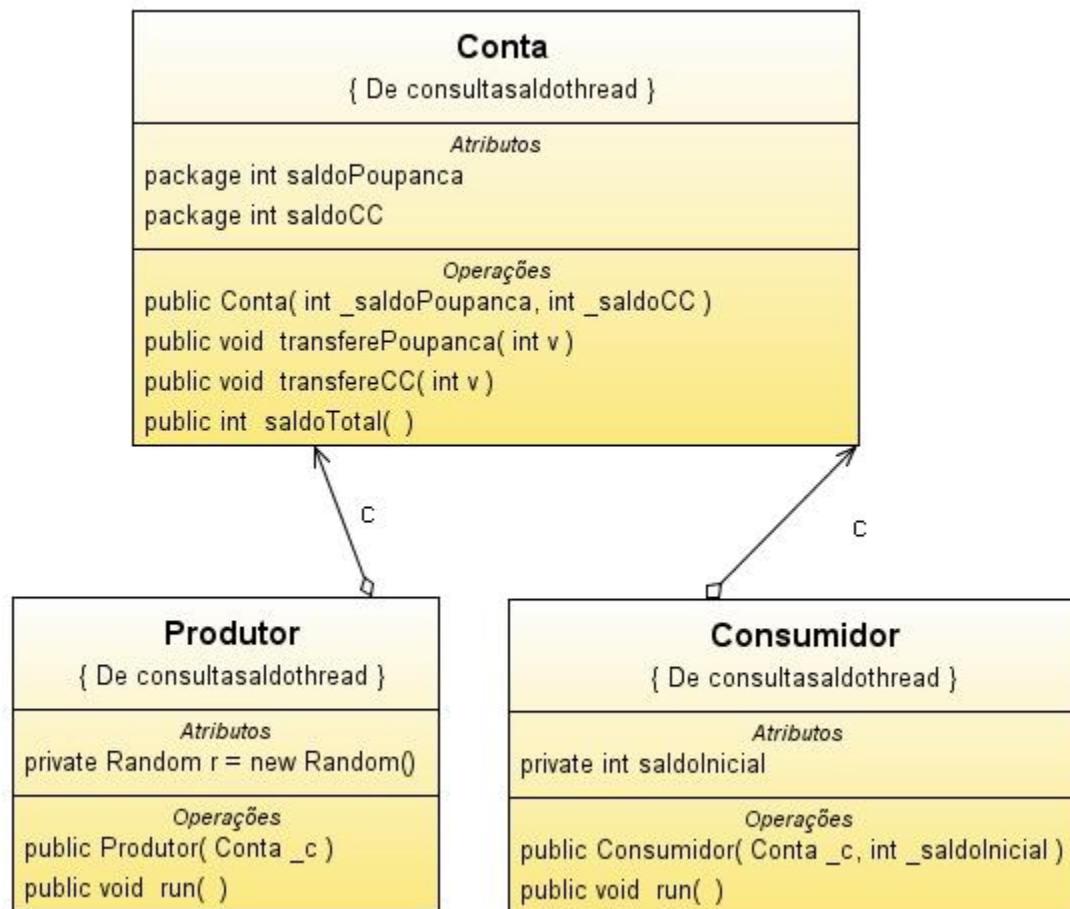 Conta
{ De consultasaldothread }
Atributos
package int saldoPoupanca
package int saldoCC
Operações
public Conta( int _saldoPoupanca, int _saldoCC )
public void transferePoupanca( int v )
public void transfereCC( int v )
public int saldoTotal( )
C
C
Produtor
{ De consultasaldothread }
Atributos
private Random r = new Random()
Operações
public Produtor( Conta _c )
public void run( )
Consumidor
{ De consultasaldothread }
Atributos
private int saldoInicial
Operações
public Consumidor( Conta _c, int _saldoInicial )
public void run( )